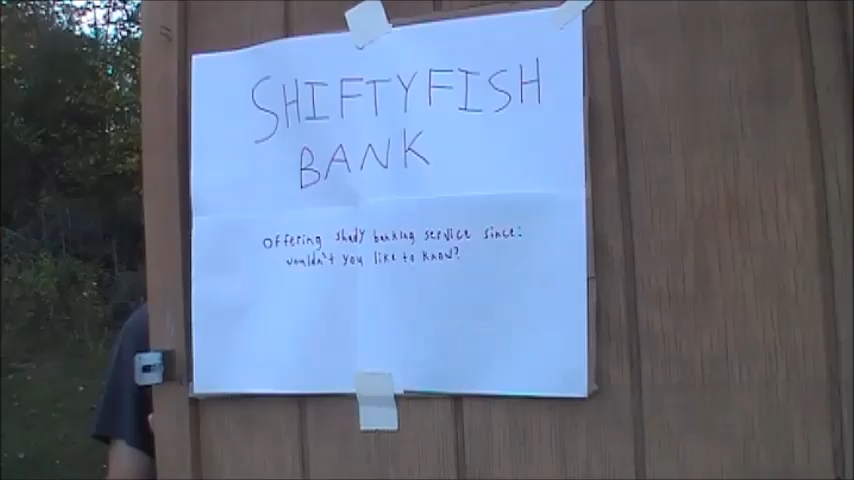 SHIFTYFISH
BANK
Offering shady banking service since:
wouldn't you like to know?